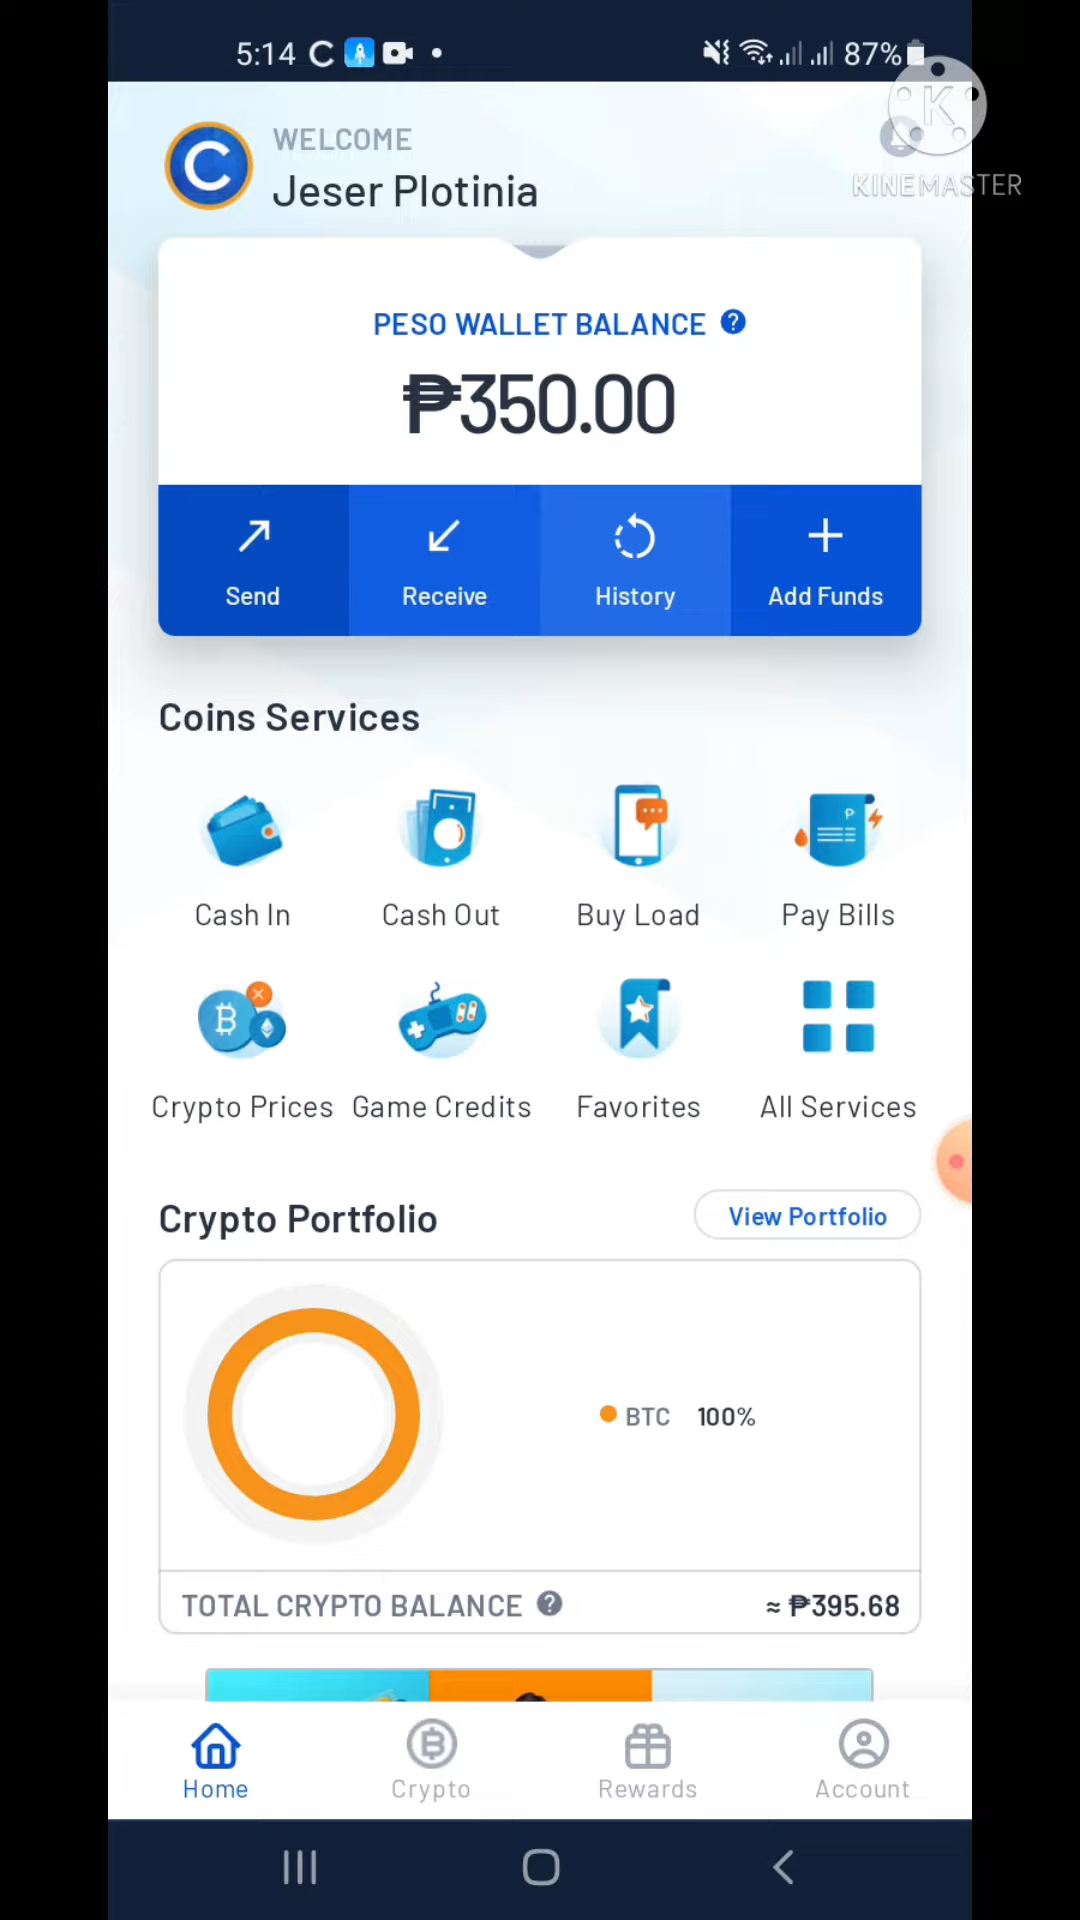 5:14
87%
K
KINEMASTER
WELCOME
Jeser Plotinia
PESO WALLET BALANCE ?
₱350.00
Send
Receive
History
Add Funds
Coins Services
Cash In
Cash Out
Buy Load
Pay Bills
Crypto Prices
Game Credits
Favorites
All Services
Crypto Portfolio
View Portfolio
BTC 100%
TOTAL CRYPTO BALANCE ?
≈ ₱395.68
Home
Crypto
Rewards
Account